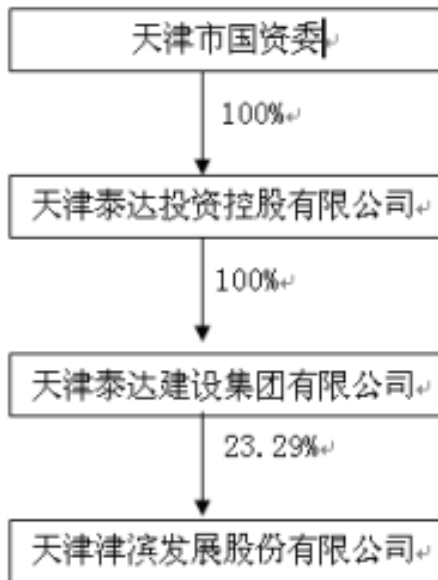 天津市国资委
100%
天津泰达投资控股有限公司
100%
天津泰达建设集团有限公司
23.29%
天津津滨发展股份有限公司